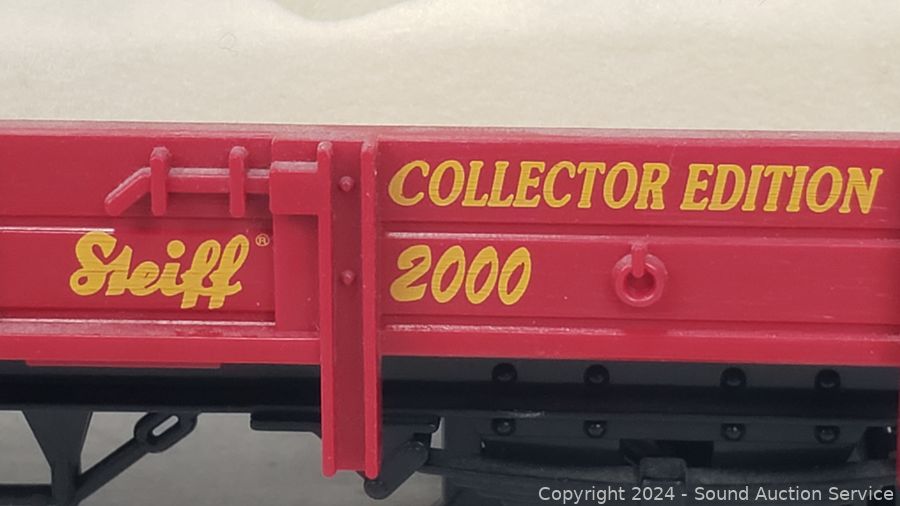 COLLECTOR EDITION
Steiff®
2000
Copyright © 2024 - Sound Auction Service